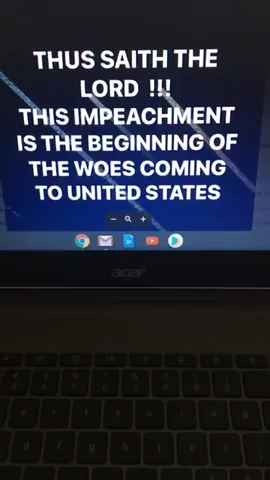 THUS SAITH THE
LORD !!!
THIS IMPEACHMENT
IS THE BEGINNING OF
THE WOES COMING
TO UNITED STATES
acer